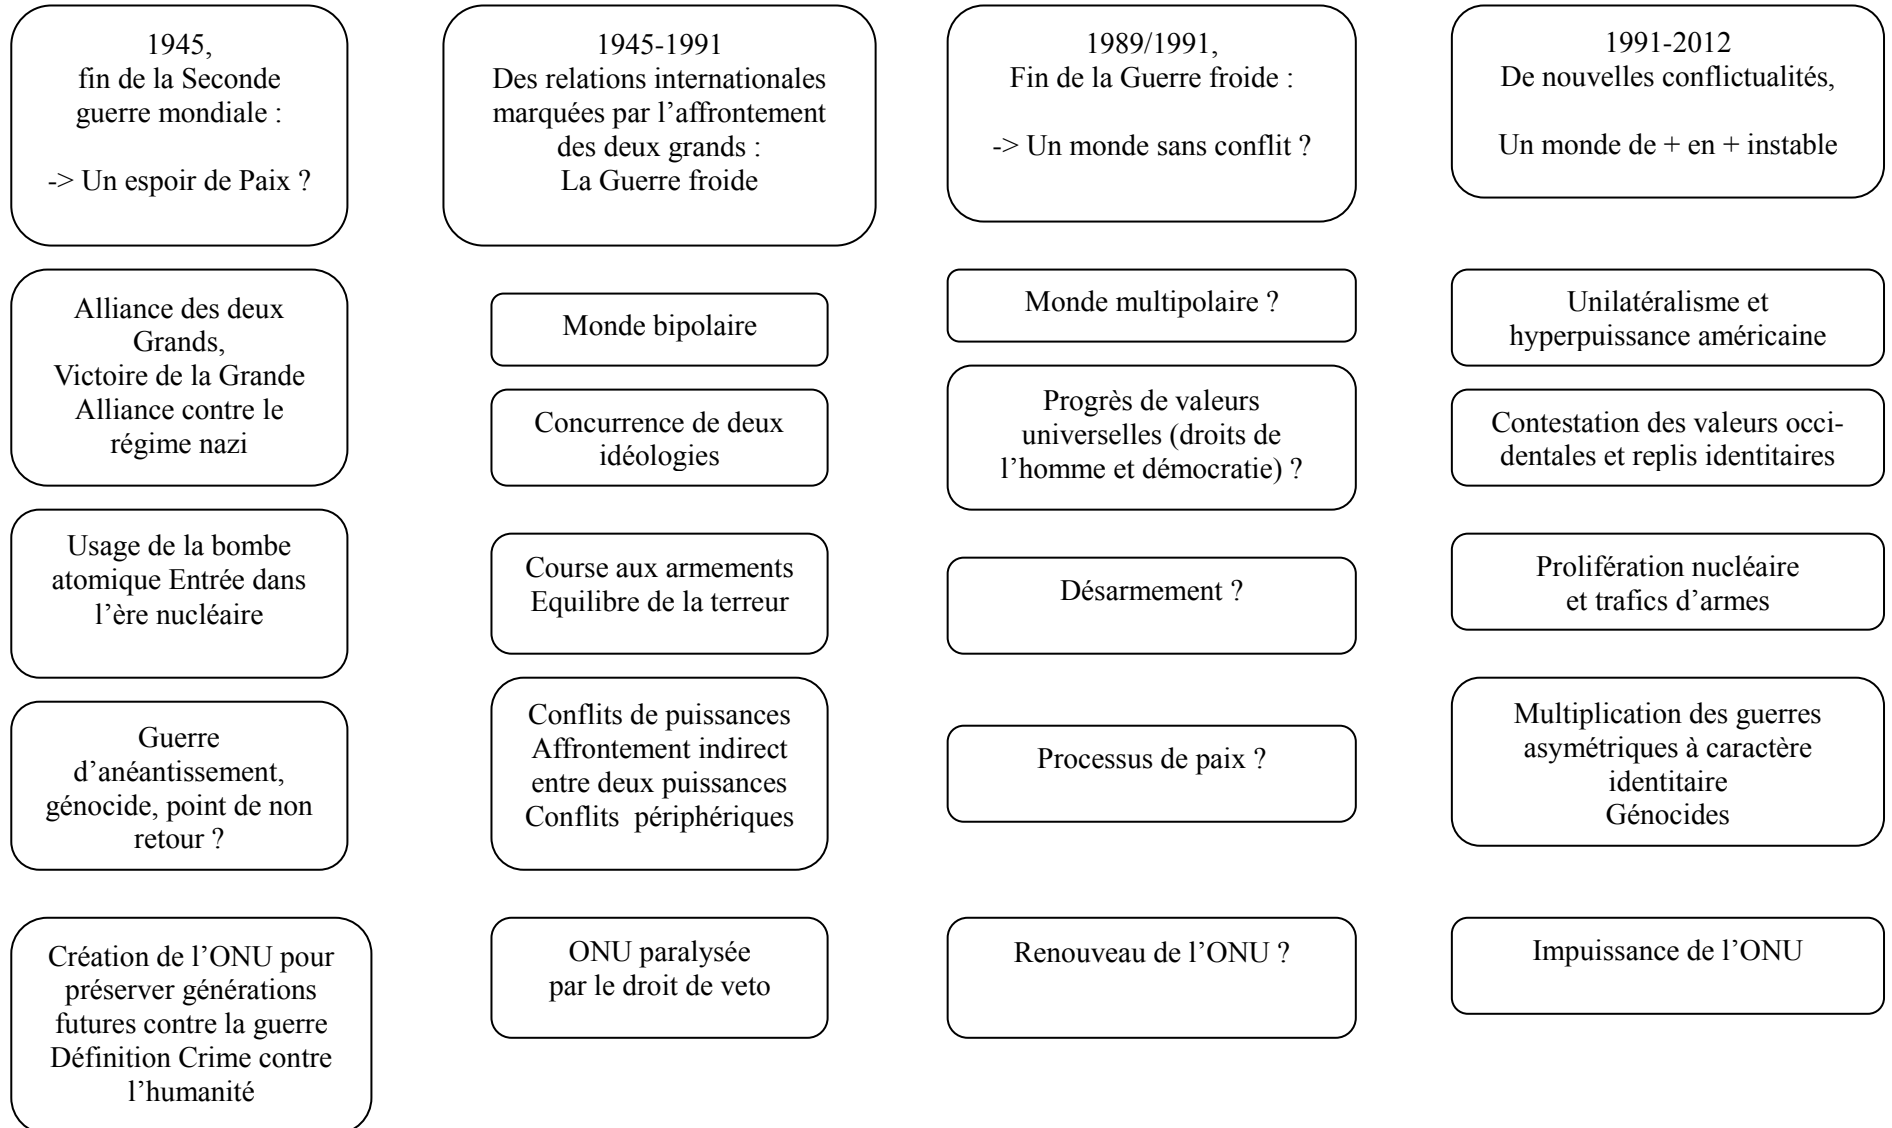 1945,
fin de la Seconde
guerre mondiale :
-> Un espoir de Paix ?
1945-1991
Des relations internationales
marquées par l’affrontement
des deux grands :
La Guerre froide
1989/1991,
Fin de la Guerre froide :
-> Un monde sans conflit ?
1991-2012
De nouvelles conflictualités,
Un monde de + en + instable
Alliance des deux
Grands,
Victoire de la Grande
Alliance contre le
régime nazi
Monde bipolaire
Monde multipolaire ?
Unilatéralisme et
hyperpuissance américaine
Concurrence de deux
idéologies
Progrès de valeurs
universelles (droits de
l’homme et démocratie) ?
Contestation des valeurs occi-
dentales et replis identitaires
Usage de la bombe
atomique Entrée dans
l’ère nucléaire
Course aux armements
Equilibre de la terreur
Désarmement ?
Prolifération nucléaire
et trafics d’armes
Guerre
d’anéantissement,
génocide, point de non
retour ?
Conflits de puissances
Affrontement indirect
entre deux puissances
Conflits périphériques
Processus de paix ?
Multiplication des guerres
asymétriques à caractère
identitaire
Génocides
Création de l’ONU pour
préserver générations
futures contre la guerre
Définition Crime contre
l’humanité
ONU paralysée
par le droit de veto
Renouveau de l’ONU ?
Impuissance de l’ONU